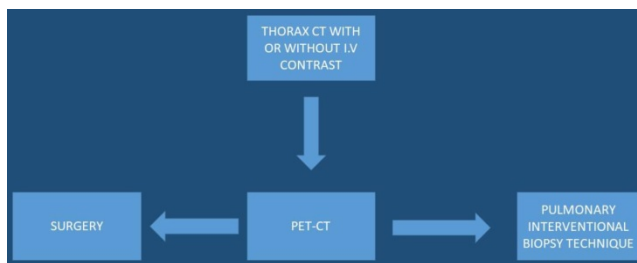 THORAX CT WITH
OR WITHOUT I.V
CONTRAST
SURGERY
PET-CT
PULMONARY
INTERVENTIONAL
BIOPSY TECHNIQUE